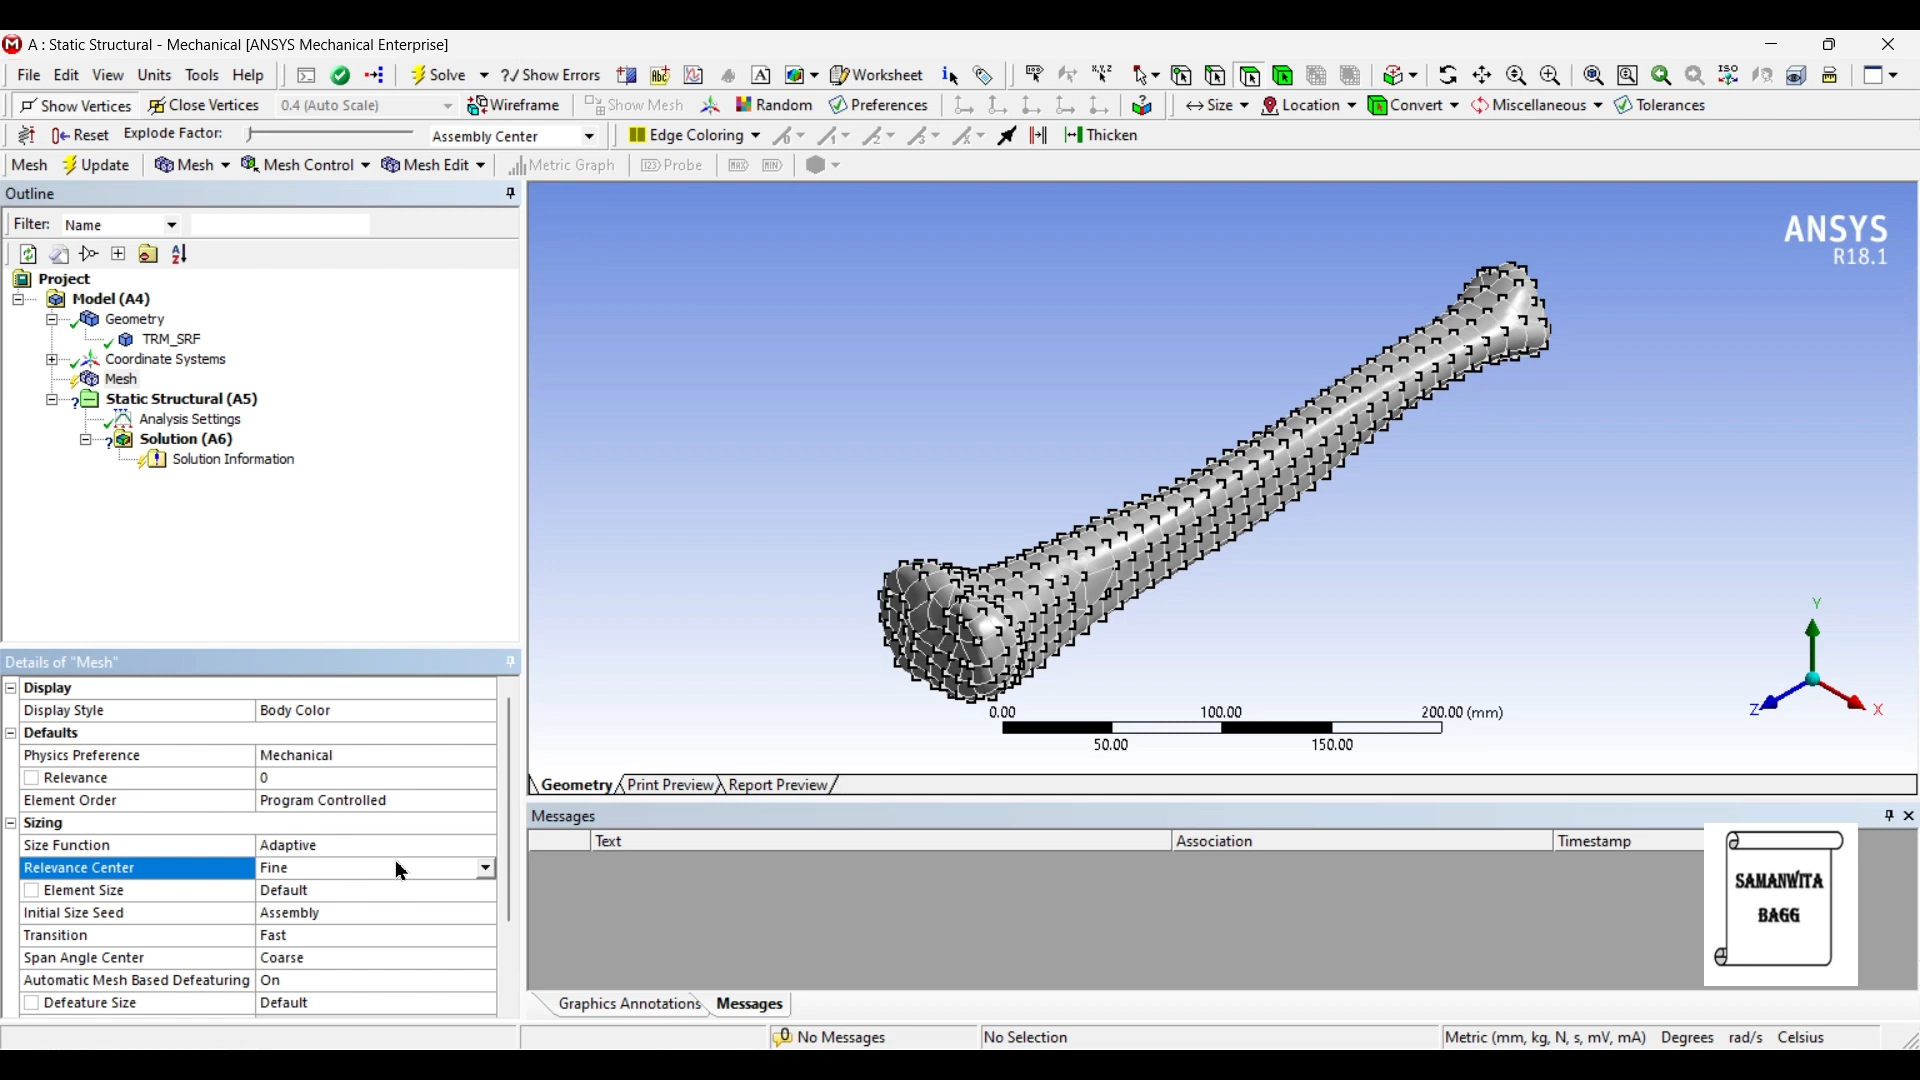 A : Static Structural - Mechanical [ANSYS Mechanical Enterprise]
File Edit View Units Tools Help Solve ?✓ Show Errors Worksheet
Show Vertices Close Vertices 0.4 (Auto Scale) Wireframe Show Mesh Random Preferences Size Location Convert Miscellaneous Tolerances
Reset Explode Factor: Assembly Center Edge Coloring Thicken
Mesh Update Mesh Mesh Control Mesh Edit Metric Graph Probe MAX MIN
Outline
Filter: Name
Project
Model (A4)
Geometry
TRM_SRF
Coordinate Systems
Mesh
Static Structural (A5)
Analysis Settings
Solution (A6)
Solution Information
Details of "Mesh"
Display
Display Style Body Color
Defaults
Physics Preference Mechanical
Relevance 0
Element Order Program Controlled
Sizing
Size Function Adaptive
Relevance Center Fine
Element Size Default
Initial Size Seed Assembly
Transition Fast
Span Angle Center Coarse
Automatic Mesh Based Defeaturing On
Defeature Size Default
ANSYS
R18.1
Y
Z X
0.00 100.00 200.00 (mm)
50.00 150.00
Geometry Print Preview Report Preview
Messages
Text Association Timestamp
SAMANWITA
BAGG
Graphics Annotations Messages
0 No Messages No Selection Metric (mm, kg, N, s, mV, mA) Degrees rad/s Celsius